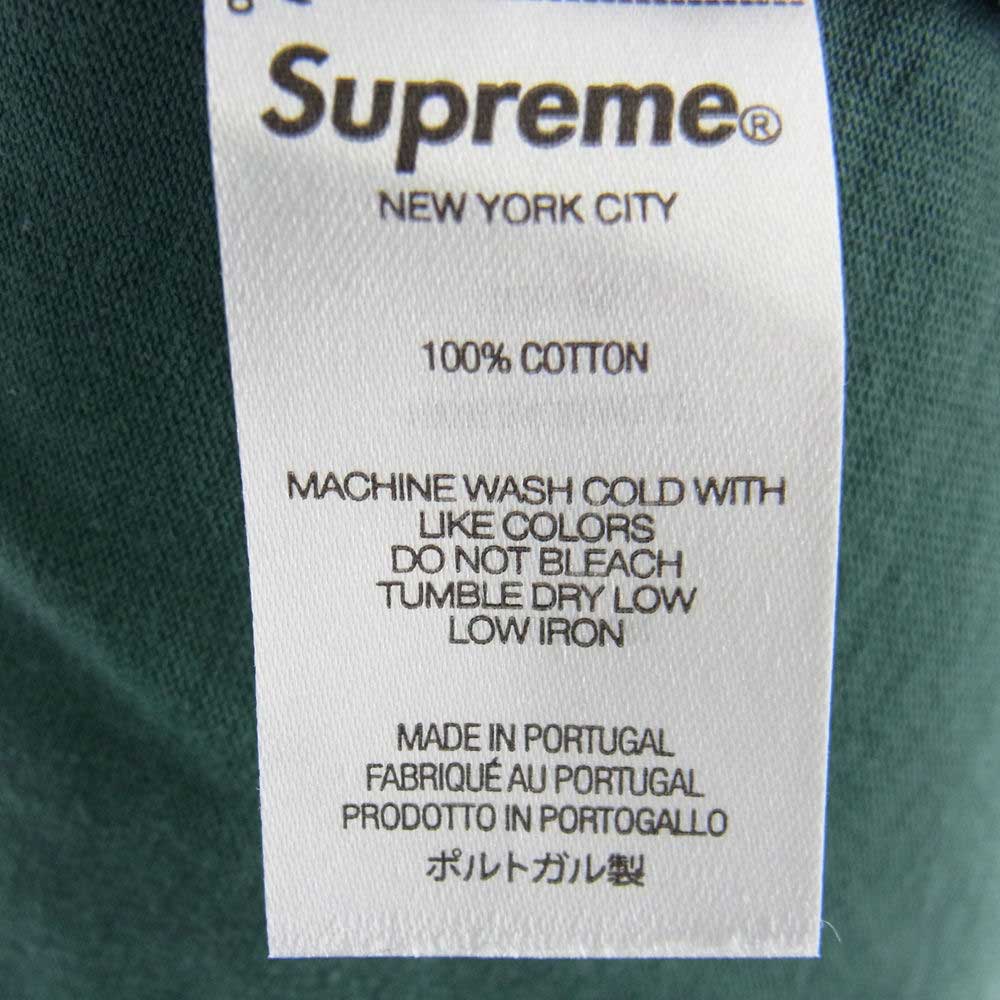 Supreme®
NEW YORK CITY
100% COTTON
MACHINE WASH COLD WITH
LIKE COLORS
DO NOT BLEACH
TUMBLE DRY LOW
LOW IRON
MADE IN PORTUGAL
FABRIQUÉ AU PORTUGAL
PRODOTTO IN PORTOGALLO
ポルトガル製